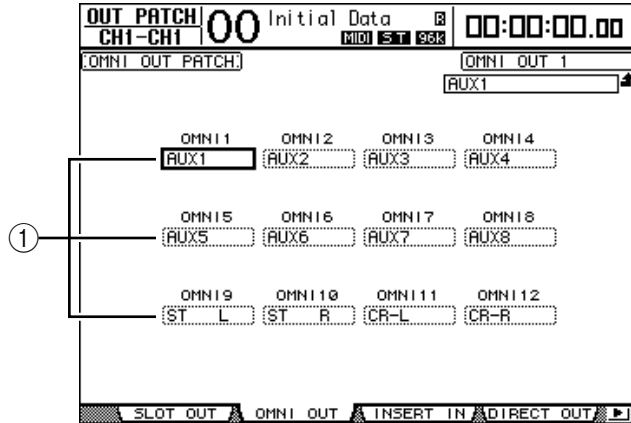 OUT PATCH
CH1-CH1
00 Initial Data R
MIDI ST 96K
00:00:00.00
OMNI OUT PATCH
OMNI OUT 1
AUX1
OMNI1 OMNI2 OMNI3 OMNI4
AUX1 AUX2 AUX3 AUX4
1
OMNI5 OMNI6 OMNI7 OMNI8
AUX5 AUX6 AUX7 AUX8
OMNI9 OMNI10 OMNI11 OMNI12
ST L ST R CR-L CR-R
SLOT OUT OMNI OUT INSERT IN DIRECT OUT